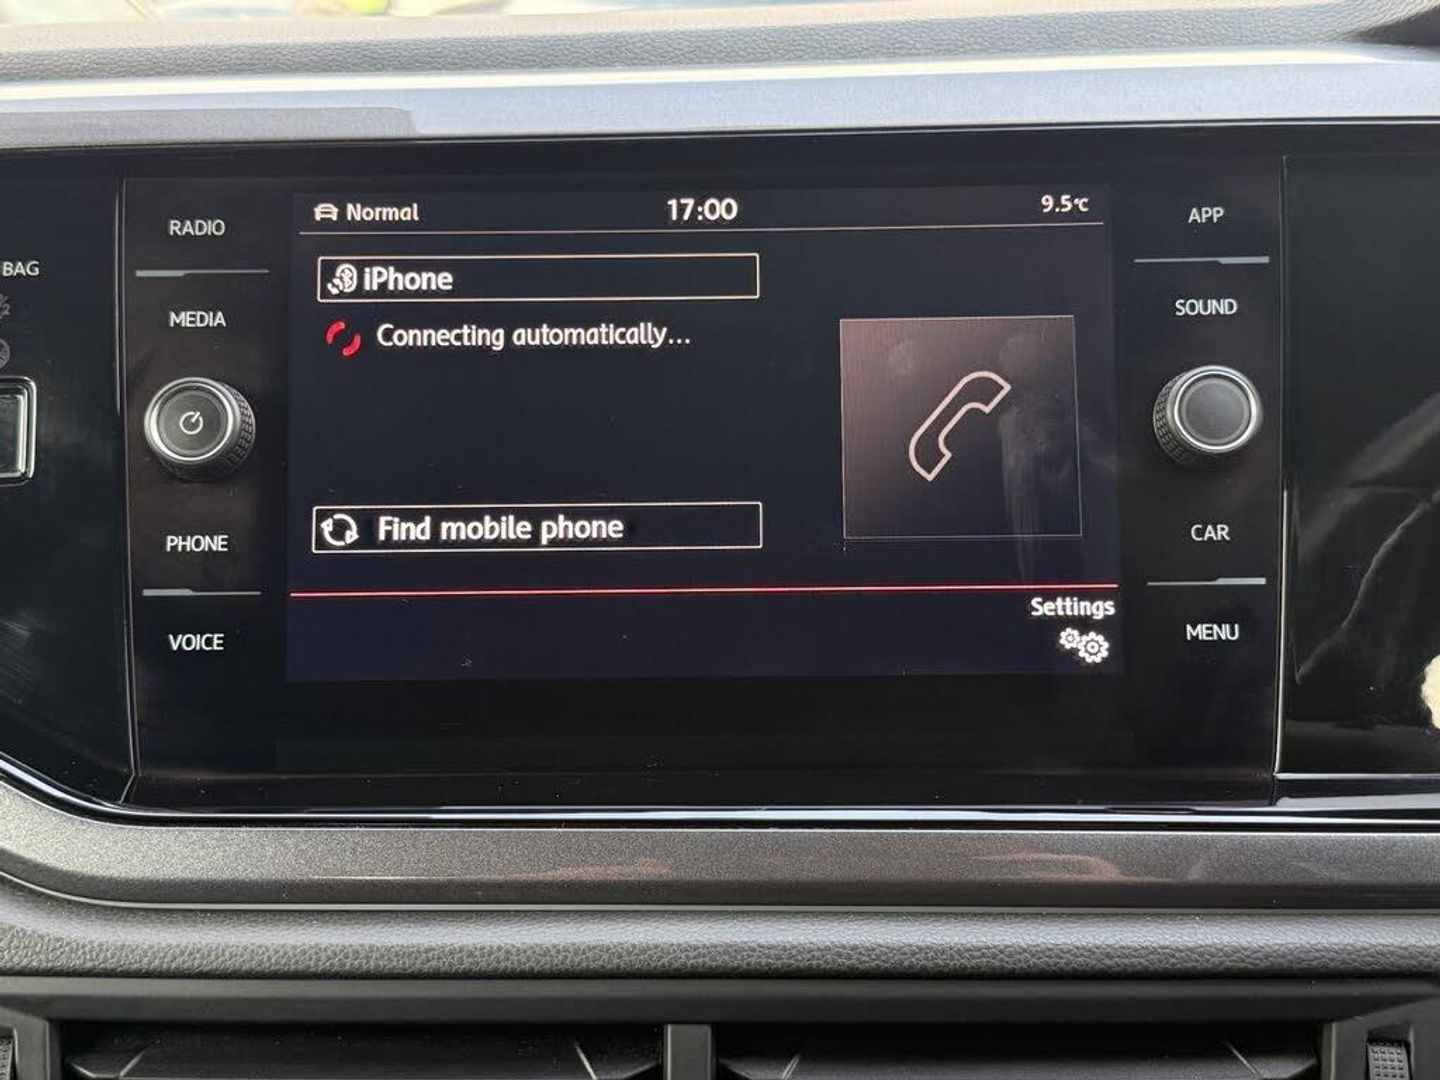 Normal 17:00 9.5°C
RADIO
APP
BAG
iPhone
MEDIA
SOUND
Connecting automatically...
Find mobile phone
PHONE
CAR
Settings
VOICE
MENU